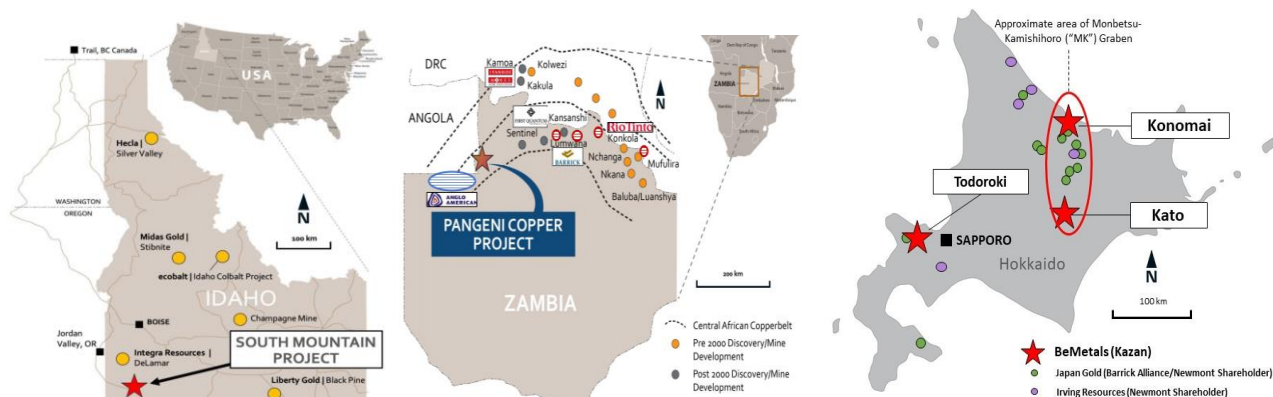 Trail, BC Canada
USA
Hecla |
Silver Valley
WASHINGTON
OREGON
N
100 km
Midas Gold |
Stibnite
ecobalt | Idaho Colbalt Project
IDAHO
Champagne Mine
BOISE
Jordan
Valley, OR
SOUTH MOUNTAIN
PROJECT
Integra Resources |
DeLamar
Liberty Gold | Black Pine
DRC
Kamoa
Kolwezi
Kakula
ANGOLA
N
ZAMBIA
FIRST QUANTUM
Kansanshi
RioTinto
Sentinel
Lumwana
Konkola
BARRICK
Nchanga
Mufulira
Nkana
Baluba/Luanshya
ANGLO
AMERICAN
PANGENI COPPER
PROJECT
200 km
ZAMBIA
Central African Copperbelt
Pre 2000 Discovery/Mine
Development
Post 2000 Discovery/Mine
Development
Approximate area of Monbetsu-
Kamishihoro ("MK") Graben
Konomai
Todoroki
Kato
SAPPORO
Hokkaido
N
100 km
BeMetals (Kazan)
Japan Gold (Barrick Alliance/Newmont Shareholder)
Irving Resources (Newmont Shareholder)